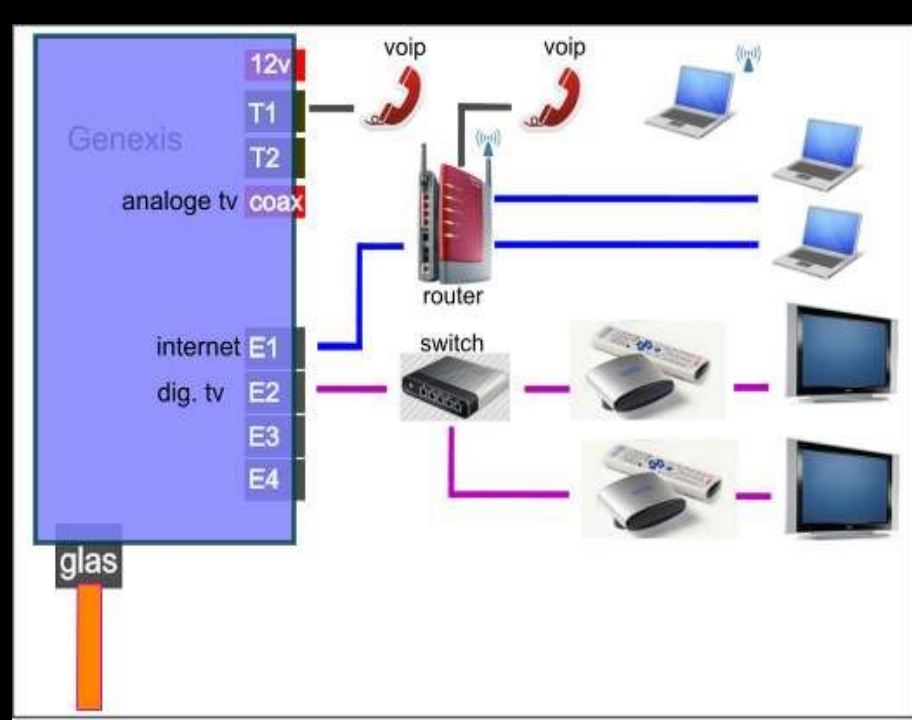 voip
voip
12v
T1
Genexis
T2
analoge tv coax
router
internet E1
switch
dig. tv E2
E3
E4
glas